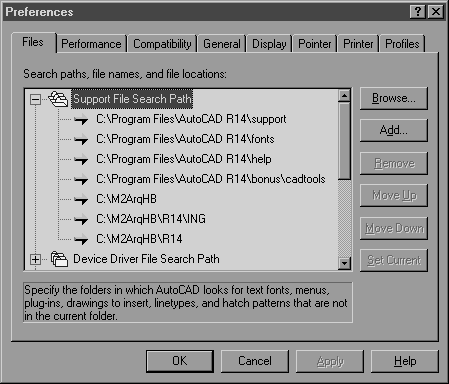 Preferences
Files Performance Compatibility General Display Pointer Printer Profiles
Search paths, file names, and file locations:
Support File Search Path
C:\Program Files\AutoCAD R14\support
C:\Program Files\AutoCAD R14\fonts
C:\Program Files\AutoCAD R14\help
C:\Program Files\AutoCAD R14\bonus\cadtools
C:\M2ArqHB
C:\M2ArqHB\R14\ING
C:\M2ArqHB\R14
Device Driver File Search Path
Browse...
Add...
Remove
Move Up
Move Down
Set Current
Specify the folders in which AutoCAD looks for text fonts, menus,
plug-ins, drawings to insert, linetypes, and hatch patterns that are not
in the current folder.
OK Cancel Apply Help